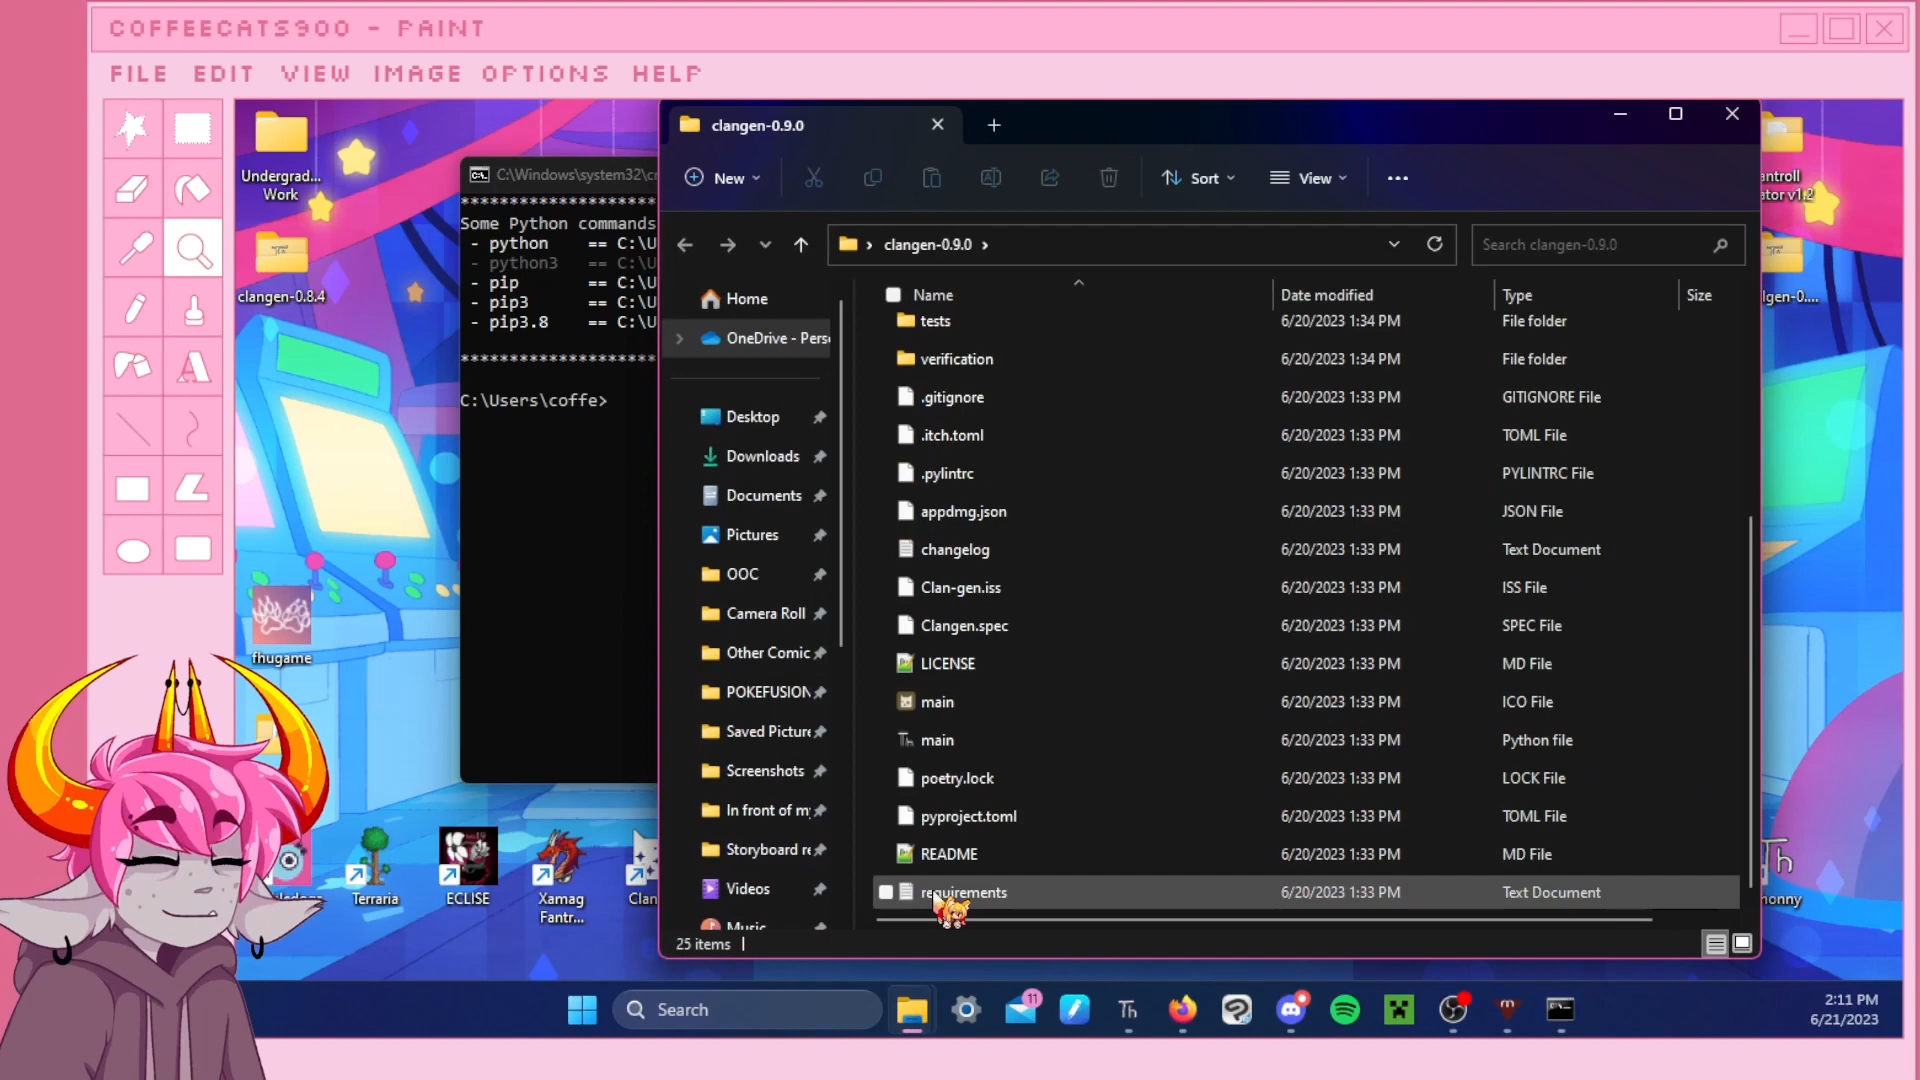 COFFEECATS900 - PAINT
FILE EDIT VIEW IMAGE OPTIONS HELP
Undergrad...
Work
clangen-0.8.4
fhugame
Terraria
ECLISE
Xamag
Fantr...
Clan
C:\Windows\system32\c
********************
Some Python commands
- python == C:\U
- python3 == C:\U
- pip == C:\U
- pip3 == C:\U
- pip3.8 == C:\U
********************
C:\Users\coffe>
clangen-0.9.0
New
Sort
View
clangen-0.9.0
Search clangen-0.9.0
Home
OneDrive - Pers
Desktop
Downloads
Documents
Pictures
OOC
Camera Roll
Other Comic
POKEFUSION
Saved Picture
Screenshots
In front of m
Storyboard re
Videos
Music
Name Date modified Type Size
tests 6/20/2023 1:34 PM File folder
verification 6/20/2023 1:34 PM File folder
.gitignore 6/20/2023 1:33 PM GITIGNORE File
.itch.toml 6/20/2023 1:33 PM TOML File
.pylintrc 6/20/2023 1:33 PM PYLINTRC File
appdmg.json 6/20/2023 1:33 PM JSON File
changelog 6/20/2023 1:33 PM Text Document
Clan-gen.iss 6/20/2023 1:33 PM ISS File
Clangen.spec 6/20/2023 1:33 PM SPEC File
LICENSE 6/20/2023 1:33 PM MD File
main 6/20/2023 1:33 PM ICO File
main 6/20/2023 1:33 PM Python file
poetry.lock 6/20/2023 1:33 PM LOCK File
pyproject.toml 6/20/2023 1:33 PM TOML File
README 6/20/2023 1:33 PM MD File
requirements 6/20/2023 1:33 PM Text Document
25 items
antroll
ator v1.2
lgen-0....
honny
Search
11
2:11 PM
6/21/2023